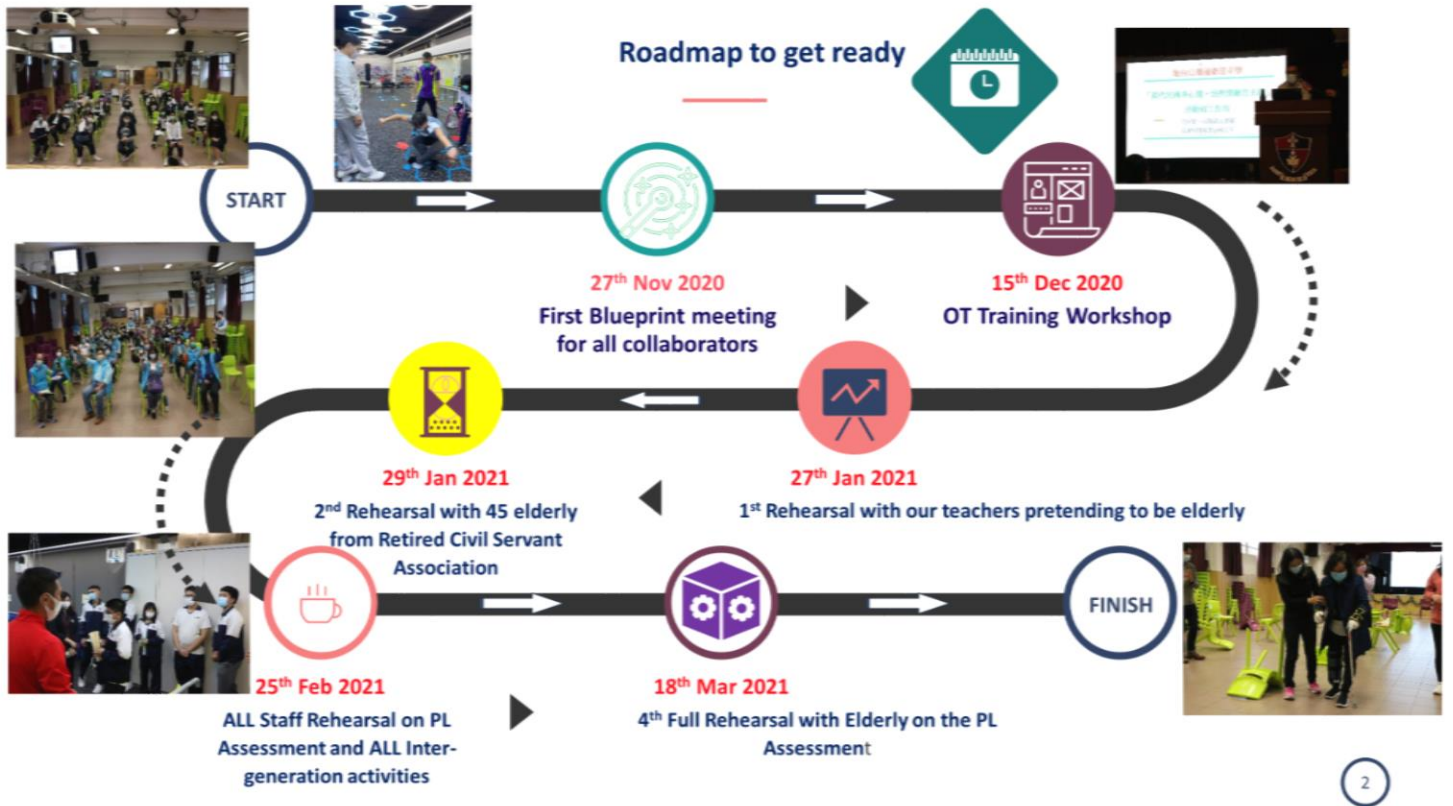 Roadmap to get ready
START
27th Nov 2020
First Blueprint meeting
for all collaborators
15th Dec 2020
OT Training Workshop
29th Jan 2021
2nd Rehearsal with 45 elderly
from Retired Civil Servant
Association
27th Jan 2021
1st Rehearsal with our teachers pretending to be elderly
FINISH
25th Feb 2021
ALL Staff Rehearsal on PL
Assessment and ALL Inter-
generation activities
18th Mar 2021
4th Full Rehearsal with Elderly on the PL
Assessment
2